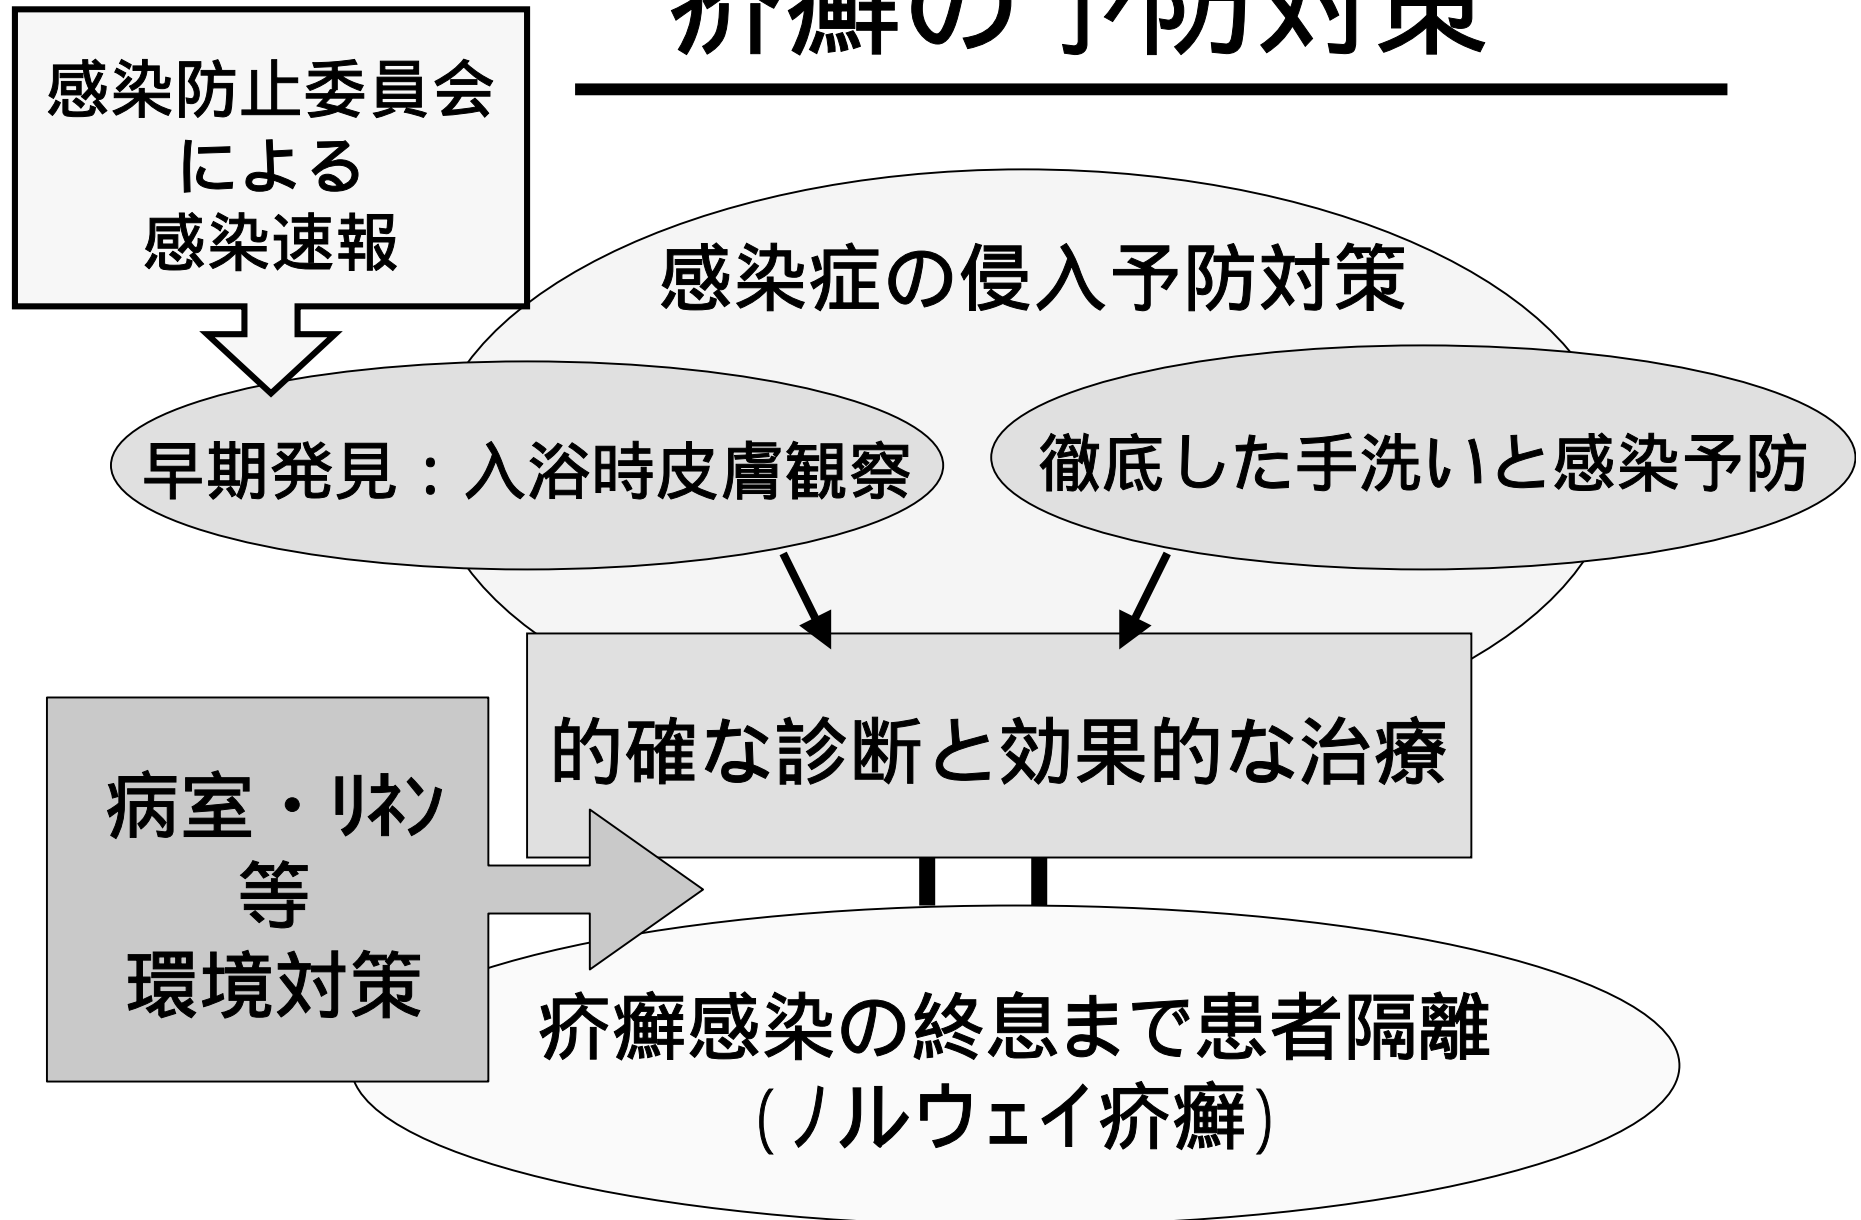 疥癬の予防対策
感染防止委員会
による
感染速報
感染症の侵入予防対策
早期発見：入浴時皮膚観察
徹底した手洗いと感染予防
的確な診断と効果的な治療
病室・ﾘﾈﾝ
等
環境対策
疥癬感染の終息まで患者隔離
（ノルウェイ疥癬）